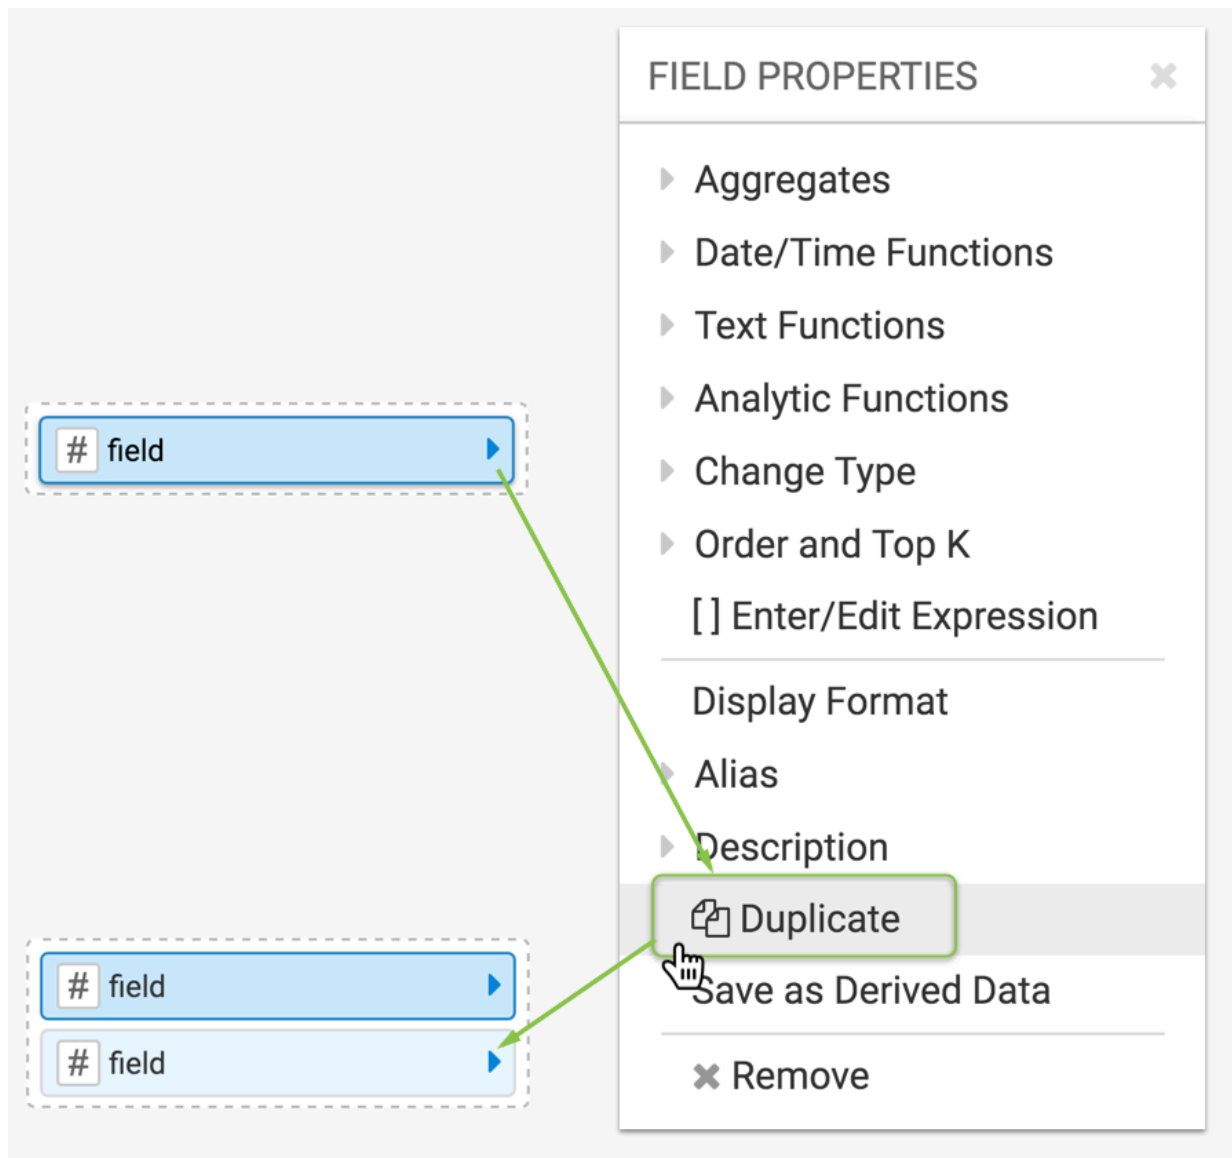 FIELD PROPERTIES
Aggregates
Date/Time Functions
Text Functions
Analytic Functions
# field
Change Type
Order and Top K
[ ] Enter/Edit Expression
Display Format
Alias
Description
Duplicate
# field
Save as Derived Data
# field
Remove